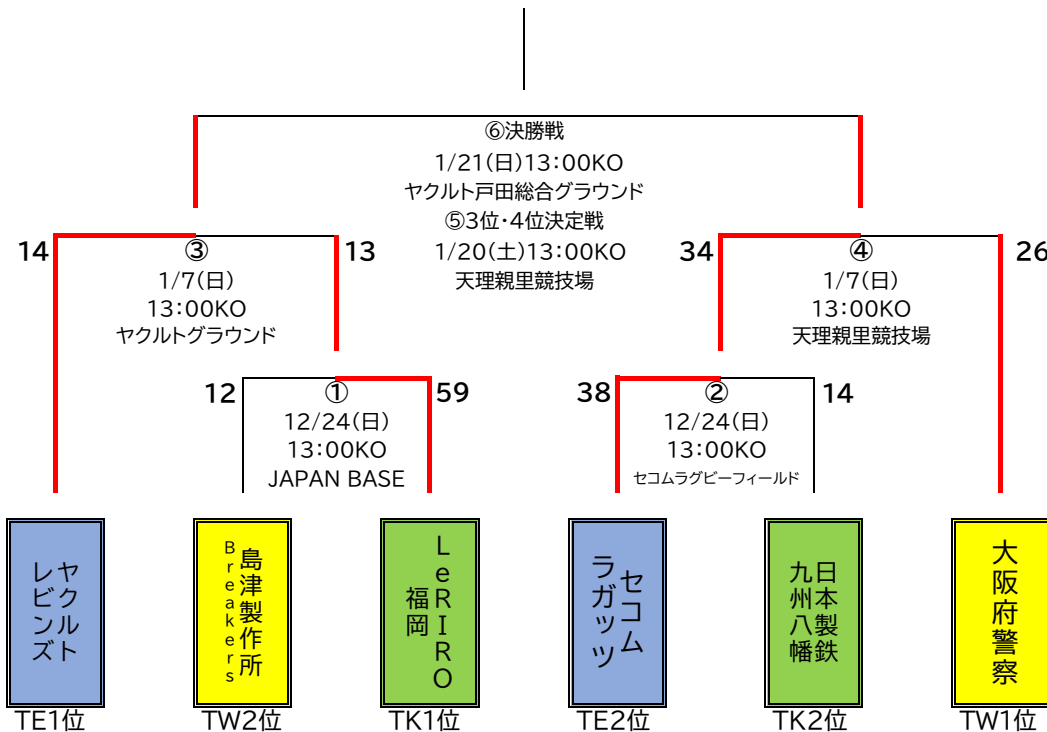 ⑥決勝戦
1/21(日)13:00KO
ヤクルト戸田総合グラウンド
⑤3位・4位決定戦
1/20(土)13:00KO
天理親里競技場
14
③
13
1/7(日)
13:00KO
ヤクルトグラウンド
34
④
26
1/7(日)
13:00KO
天理親里競技場
12
①
59
12/24(日)
13:00KO
JAPAN BASE
38
②
14
12/24(日)
13:00KO
セコムラグビーフィールド
ヤクルト
レビンズ
島津製作所
Breakers
LeRIRO
福岡
セコム
ラガッツ
日本製鉄
九州八幡
大阪府警察
TE1位
TW2位
TK1位
TE2位
TK2位
TW1位